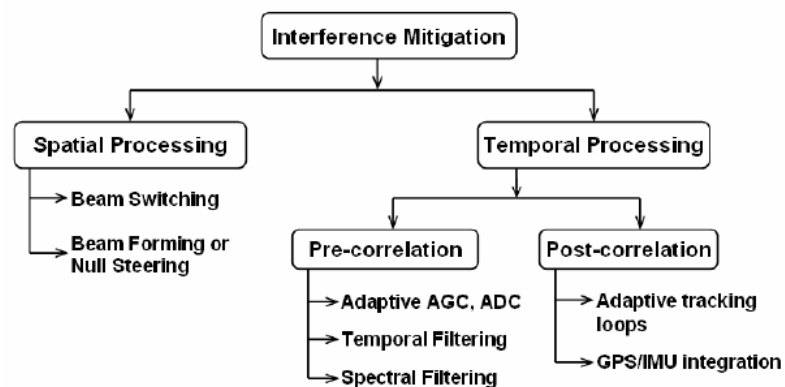 Interference Mitigation
Spatial Processing
Temporal Processing
Beam Switching
Beam Forming or
Null Steering
Pre-correlation
Post-correlation
Adaptive AGC, ADC
Temporal Filtering
Spectral Filtering
Adaptive tracking
loops
GPS/IMU integration